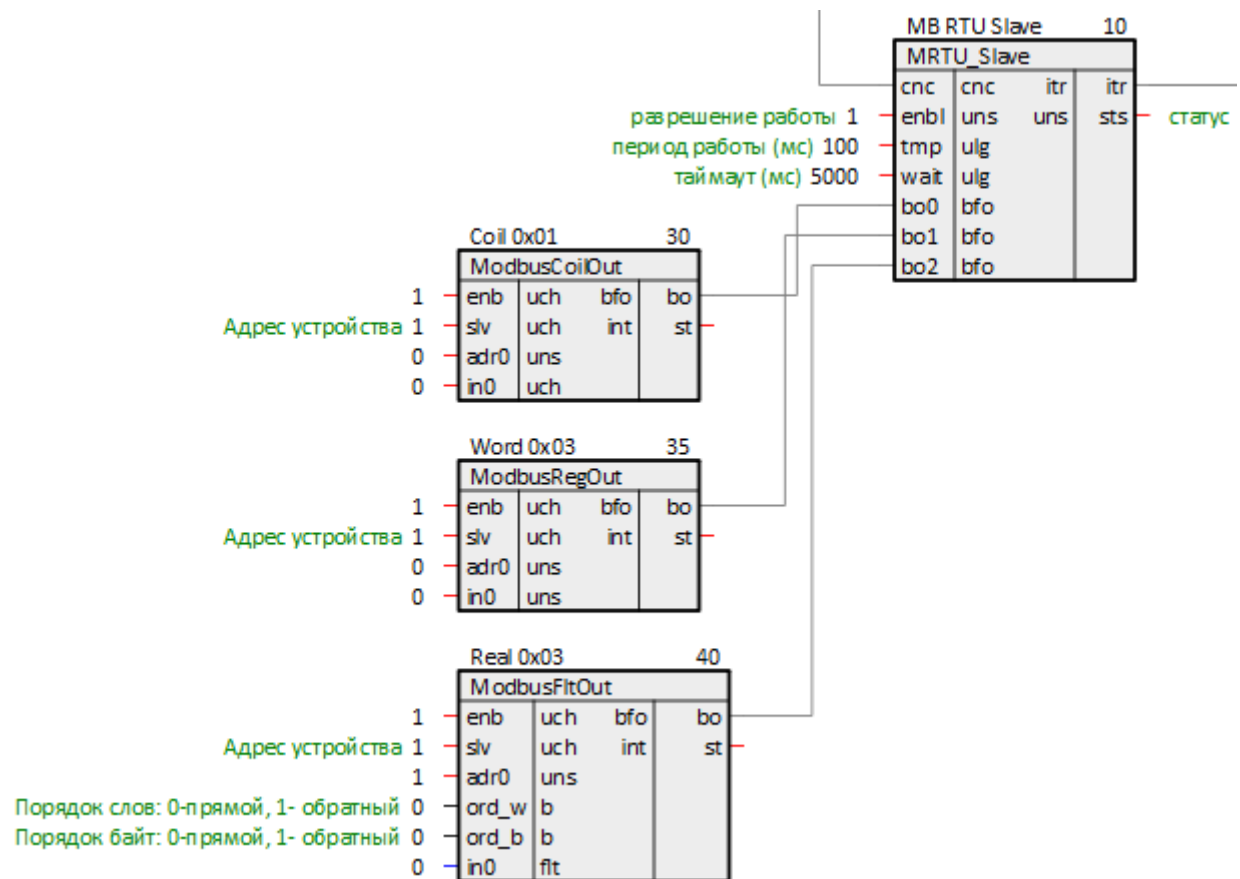 MB RTU Slave 10
MRTU_Slave
cnc cnc itr itr
разрешение работы 1 enbl uns uns sts статус
период работы (мс) 100 tmp ulg
таймаут (мс) 5000 wait ulg
bo0 bfo
bo1 bfo
bo2 bfo
Coil 0x01 30
ModbusCoilOut
1 enb uch bfo bo
Адрес устройства 1 slv uch int st
0 adr0 uns
0 in0 uch
Word 0x03 35
ModbusRegOut
1 enb uch bfo bo
Адрес устройства 1 slv uch int st
0 adr0 uns
0 in0 uns
Real 0x03 40
ModbusFltOut
1 enb uch bfo bo
Адрес устройства 1 slv uch int st
1 adr0 uns
Порядок слов: 0-прямой, 1- обратный 0 ord_w b
Порядок байт: 0-прямой, 1- обратный 0 ord_b b
0 in0 flt